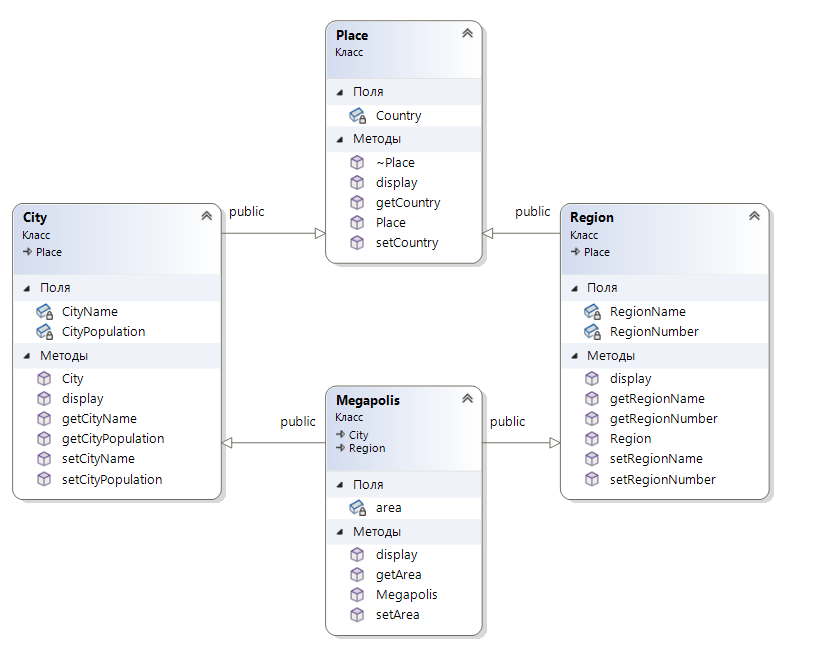 Place
Класс
Поля
Country
Методы
~Place
display
getCountry
Place
setCountry
public
public
City
Класс
Place
Поля
CityName
CityPopulation
Методы
City
display
getCityName
getCityPopulation
setCityName
setCityPopulation
Region
Класс
Place
Поля
RegionName
RegionNumber
Методы
display
getRegionName
getRegionNumber
Region
setRegionName
setRegionNumber
public
public
Megapolis
Класс
City
Region
Поля
area
Методы
display
getArea
Megapolis
setArea